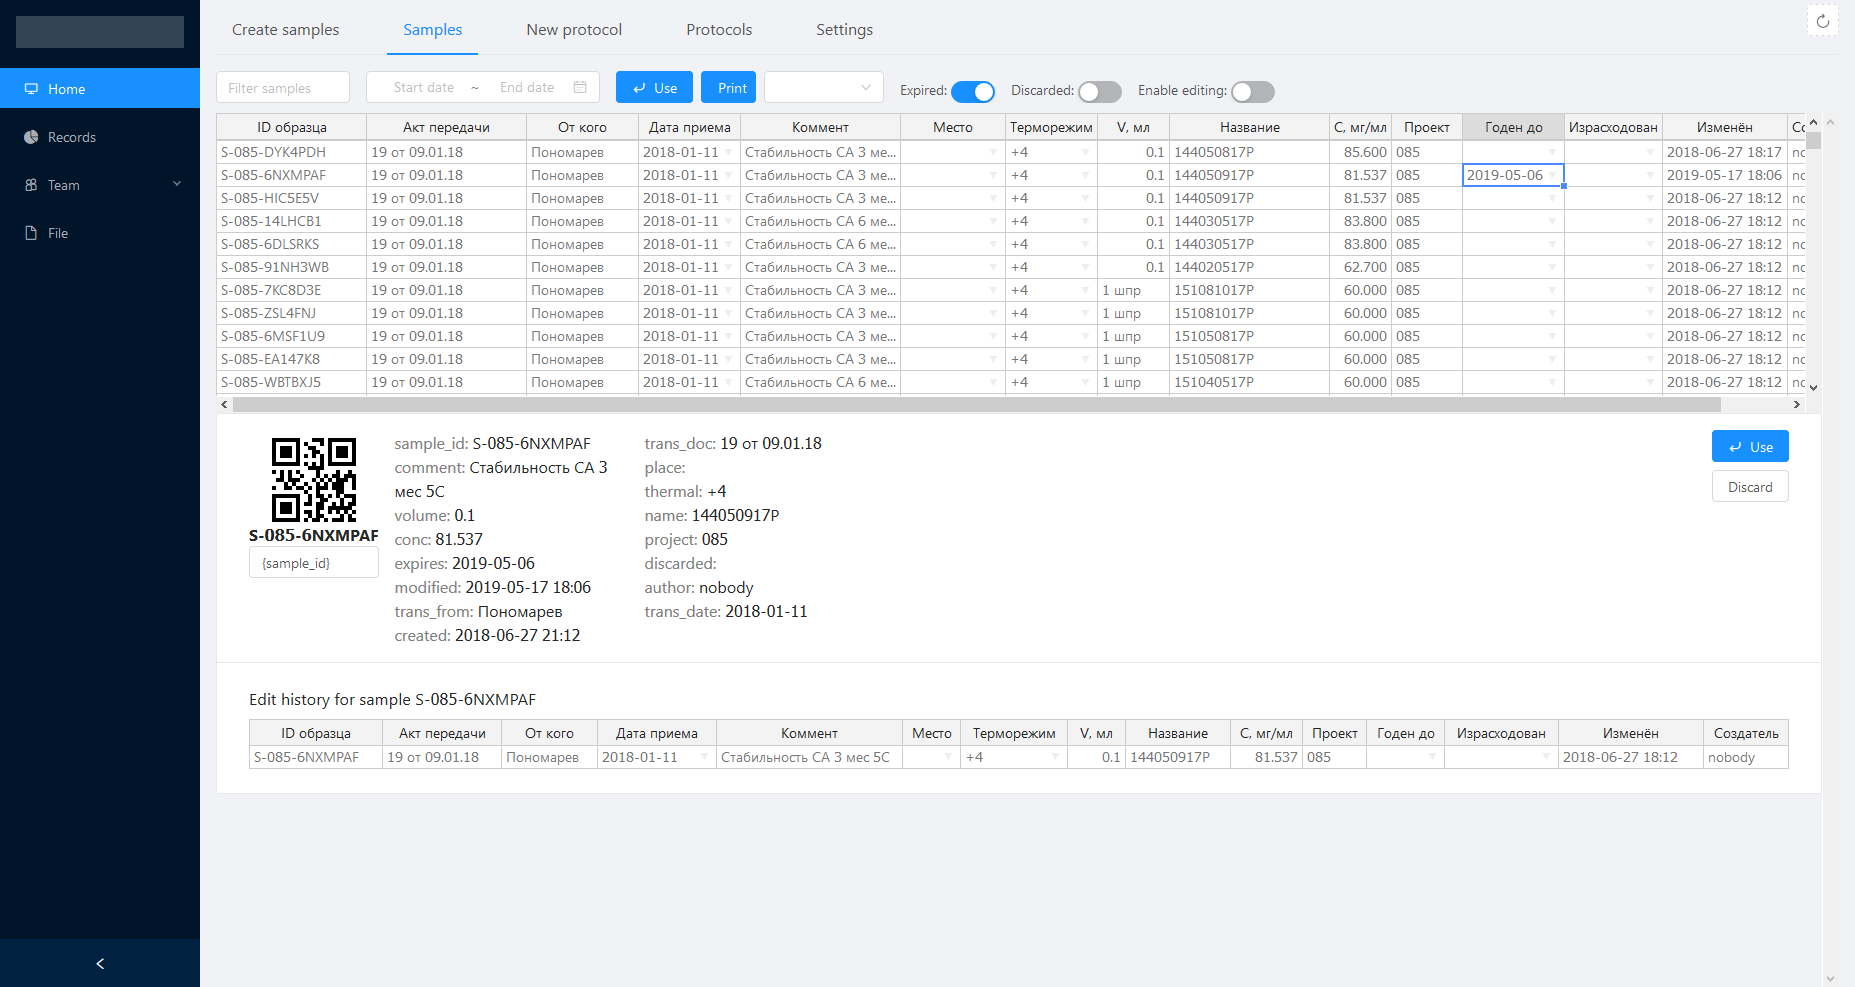 Create samples Samples New protocol Protocols Settings
Home
Records
Team
File
Filter samples Start date ~ End date Use Print Expired: Discarded: Enable editing:
ID образца Акт передачи От кого Дата приема Коммент Место Терморежим V, мл Название С, мг/мл Проект Годен до Израсходован Изменён
S-085-DYK4PDH 19 от 09.01.18 Пономарев 2018-01-11 Стабильность СА 3 ме... +4 0.1 144050817P 85.600 085 2018-06-27 18:17
S-085-6NXMPAF 19 от 09.01.18 Пономарев 2018-01-11 Стабильность СА 3 ме... +4 0.1 144050917P 81.537 085 2019-05-06 2019-05-17 18:06
S-085-HIC5E5V 19 от 09.01.18 Пономарев 2018-01-11 Стабильность СА 3 ме... +4 0.1 144050917P 81.537 085 2018-06-27 18:12
S-085-14LHCB1 19 от 09.01.18 Пономарев 2018-01-11 Стабильность СА 6 ме... +4 0.1 144030517P 83.800 085 2018-06-27 18:12
S-085-6DLSRKS 19 от 09.01.18 Пономарев 2018-01-11 Стабильность СА 6 ме... +4 0.1 144030517P 83.800 085 2018-06-27 18:12
S-085-91NH3WB 19 от 09.01.18 Пономарев 2018-01-11 Стабильность СА 3 ме... +4 0.1 144020517P 62.700 085 2018-06-27 18:12
S-085-7KC8D3E 19 от 09.01.18 Пономарев 2018-01-11 Стабильность СА 3 ме... +4 1 шпр 151081017P 60.000 085 2018-06-27 18:12
S-085-ZSL4FNJ 19 от 09.01.18 Пономарев 2018-01-11 Стабильность СА 3 ме... +4 1 шпр 151081017P 60.000 085 2018-06-27 18:12
S-085-6MSF1U9 19 от 09.01.18 Пономарев 2018-01-11 Стабильность СА 3 ме... +4 1 шпр 151050817P 60.000 085 2018-06-27 18:12
S-085-EA147K8 19 от 09.01.18 Пономарев 2018-01-11 Стабильность СА 3 ме... +4 1 шпр 151050817P 60.000 085 2018-06-27 18:12
S-085-WBTBXJ5 19 от 09.01.18 Пономарев 2018-01-11 Стабильность СА 6 ме... +4 1 шпр 151040517P 60.000 085 2018-06-27 18:12
S-085-6NXMPAF
{sample_id}
sample_id: S-085-6NXMPAF
comment: Стабильность СА 3
мес 5С
volume: 0.1
conc: 81.537
expires: 2019-05-06
modified: 2019-05-17 18:06
trans_from: Пономарев
created: 2018-06-27 21:12
trans_doc: 19 от 09.01.18
place:
thermal: +4
name: 144050917P
project: 085
discarded:
author: nobody
trans_date: 2018-01-11
Use
Discard
Edit history for sample S-085-6NXMPAF
ID образца Акт передачи От кого Дата приема Коммент Место Терморежим V, мл Название С, мг/мл Проект Годен до Израсходован Изменён Создатель
S-085-6NXMPAF 19 от 09.01.18 Пономарев 2018-01-11 Стабильность СА 3 мес 5С +4 0.1 144050917P 81.537 085 2018-06-27 18:12 nobody